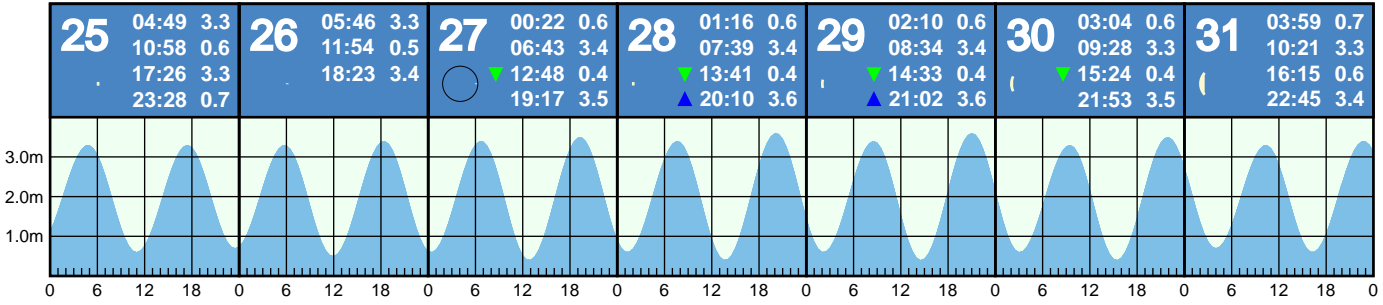 25
04:49 3.3
10:58 0.6
17:26 3.3
23:28 0.7
26
05:46 3.3
11:54 0.5
18:23 3.4
27
00:22 0.6
06:43 3.4
▼ 12:48 0.4
19:17 3.5
28
01:16 0.6
07:39 3.4
▼ 13:41 0.4
▲ 20:10 3.6
29
02:10 0.6
08:34 3.4
▼ 14:33 0.4
▲ 21:02 3.6
30
03:04 0.6
09:28 3.3
▼ 15:24 0.4
21:53 3.5
31
03:59 0.7
10:21 3.3
16:15 0.6
22:45 3.4
3.0m
2.0m
1.0m
0 6 12 18 0 6 12 18 0 6 12 18 0 6 12 18 0 6 12 18 0 6 12 18 0 6 12 18 0